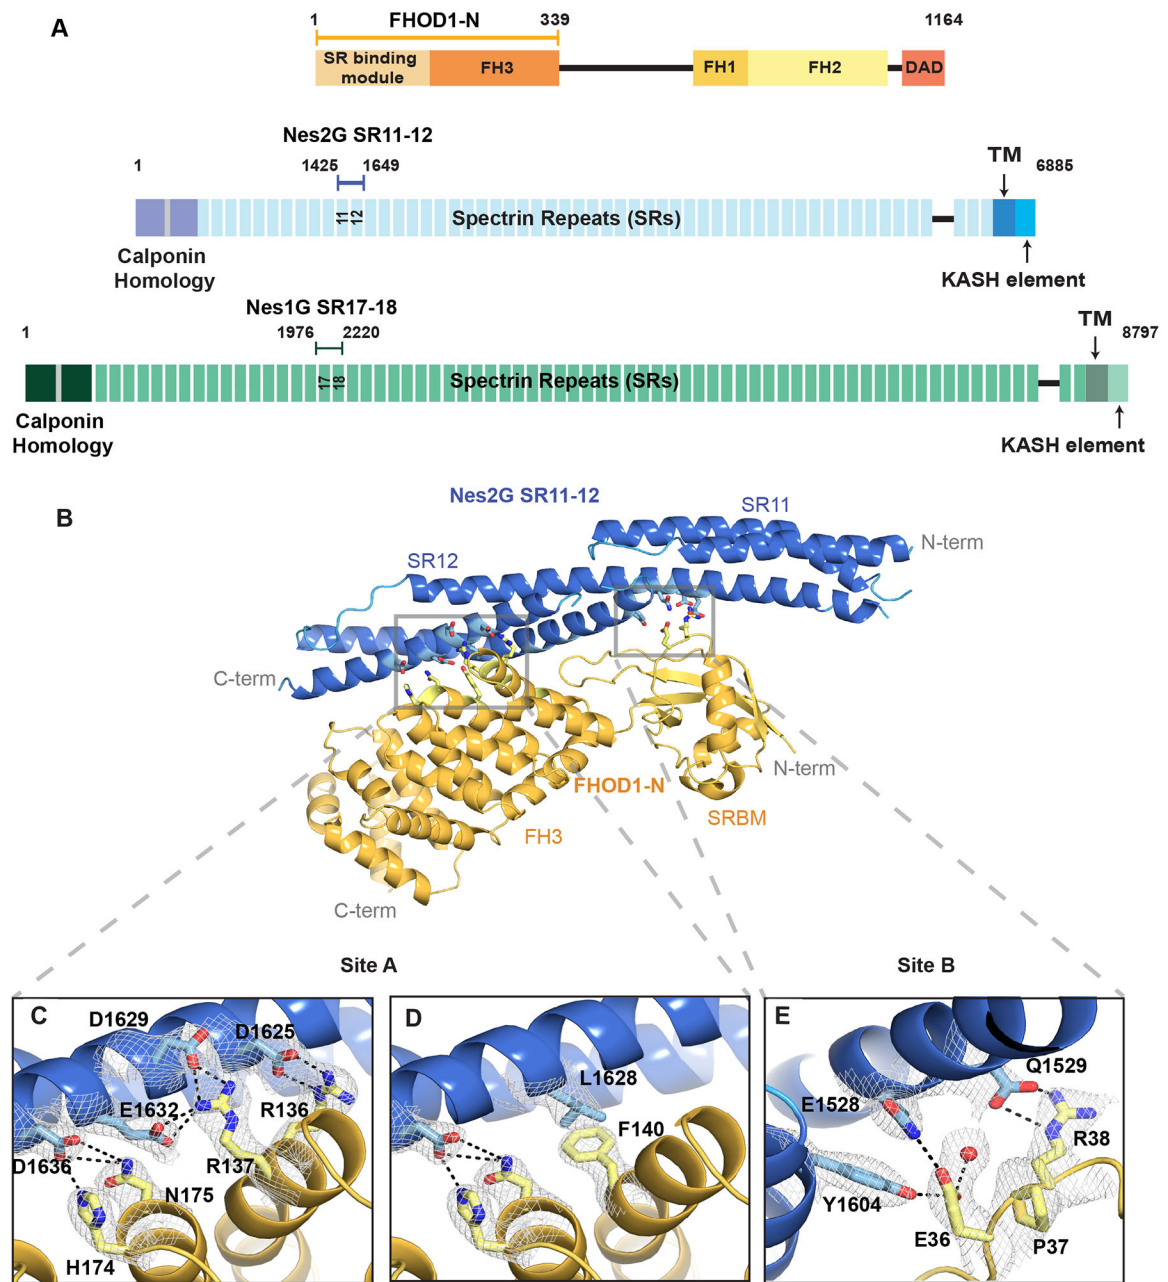 A
1 FHOD1-N 339 1164
SR binding
module
FH3 FH1 FH2 DAD
Nes2G SR11-12
1 1425 1649 TM 6885
11
12
Spectrin Repeats (SRs)
Calponin
Homology
KASH element
Nes1G SR17-18
1 1976 2220 TM 8797
17
18
Spectrin Repeats (SRs)
Calponin
Homology
KASH element
B
Nes2G SR11-12
SR11
N-term
SR12
C-term
N-term
FHOD1-N
SRBM
FH3
C-term
Site A
Site B
C
D1629
D1625
E1632
R136
D1636
R137
N175
H174
D
L1628
F140
E
Q1529
E1528
R38
Y1604
E36
P37